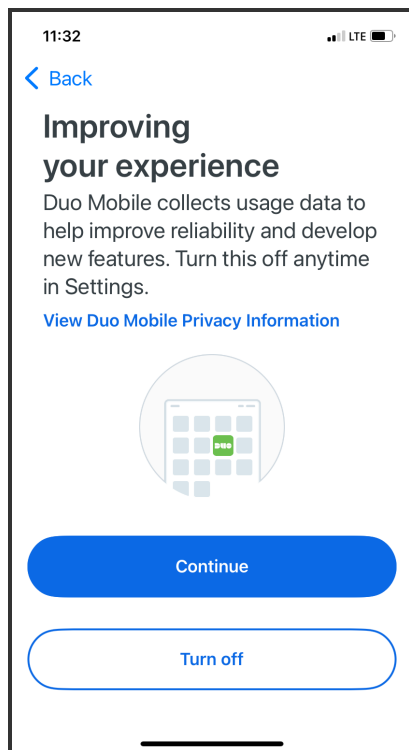 11:32
LTE
Back
Improving
your experience
Duo Mobile collects usage data to
help improve reliability and develop
new features. Turn this off anytime
in Settings.
View Duo Mobile Privacy Information
DUO
Continue
Turn off